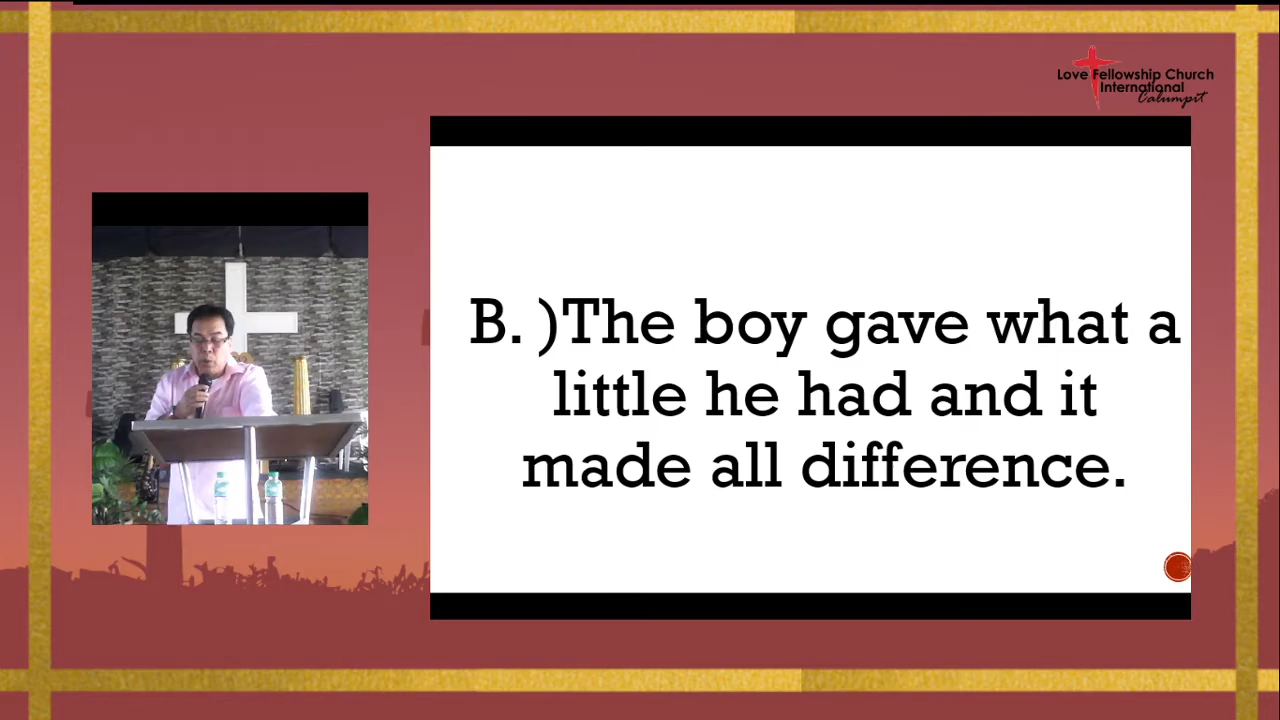 Love Fellowship Church
International
Calumpit
B. )The boy gave what a
little he had and it
made all difference.